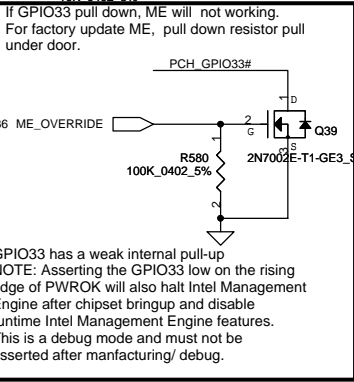 If GPIO33 pull down, ME will not working.
For factory update ME, pull down resistor pull
under door.
PCH_GPIO33#
1
D
36 ME_OVERRIDE
2
G
Q39
S
3
1
R580
100K_0402_5%
2N7002E-T1-GE3_S
2
GPIO33 has a weak internal pull-up
NOTE: Asserting the GPIO33 low on the rising
edge of PWROK will also halt Intel Management
Engine after chipset bringup and disable
runtime Intel Management Engine features.
This is a debug mode and must not be
asserted after manfacturing/ debug.